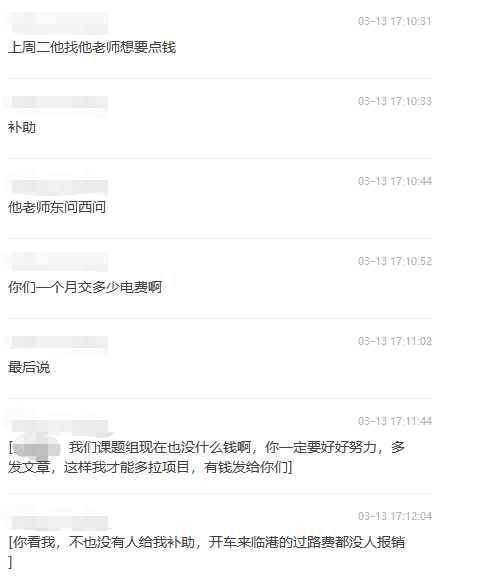 03-13 17:10:31
上周二他找他老师想要点钱
03-13 17:10:33
补助
03-13 17:10:44
他老师东问西问
03-13 17:10:52
你们一个月交多少电费啊
03-13 17:11:02
最后说
03-13 17:11:44
[ 我们课题组现在也没什么钱啊，你一定要好好努力，多
发文章，这样我才能多拉项目，有钱发给你们]
03-13 17:12:04
[你看我，不也没有人给我补助，开车来临港的过路费都没人报销
]